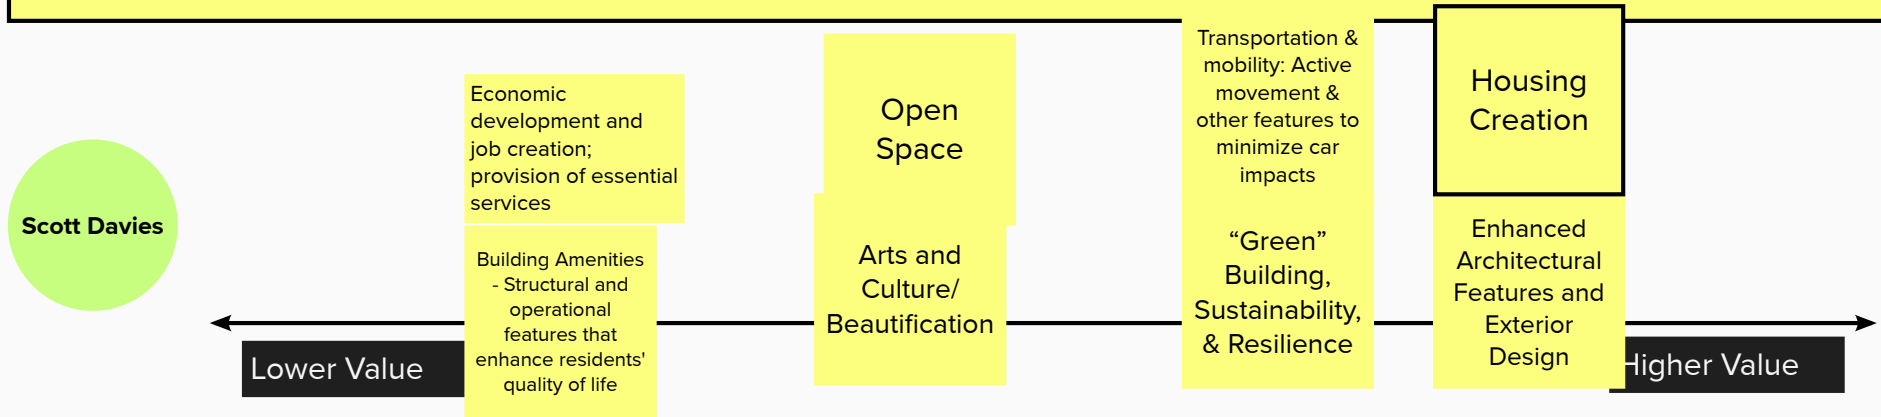 Scott Davies
Economic
development and
job creation;
provision of essential
services
Building Amenities
- Structural and
operational
features that
enhance residents'
quality of life
Open
Space
Arts and
Culture/
Beautification
Transportation &
mobility: Active
movement &
other features to
minimize car
impacts
“Green”
Building,
Sustainability,
& Resilience
Housing
Creation
Enhanced
Architectural
Features and
Exterior
Design
Lower Value
Higher Value